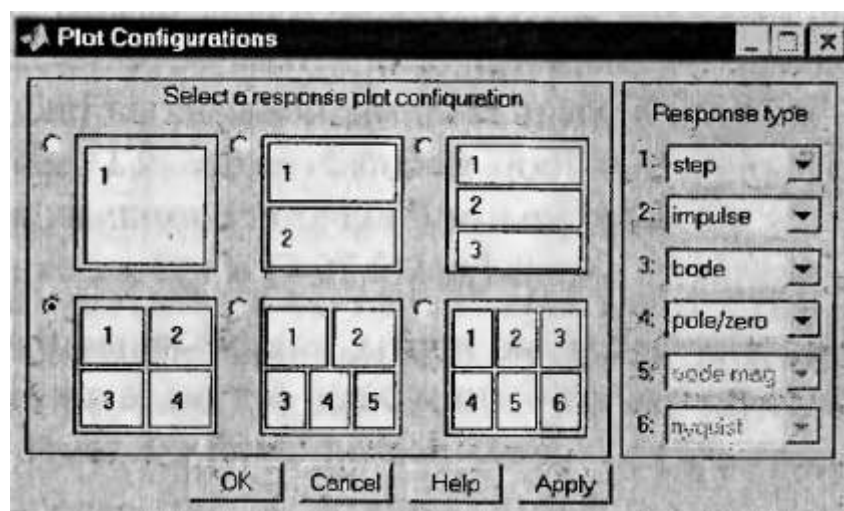 Plot Configurations
Select a response plot configuration
1
1
2
1
2
3
1 2
3 4
1 2
3 4 5
1 2 3
4 5 6
Response type
1: step
2: impulse
3: bode
4: pole/zero
5: bode mag
6: nyquist
OK Cancel Help Apply